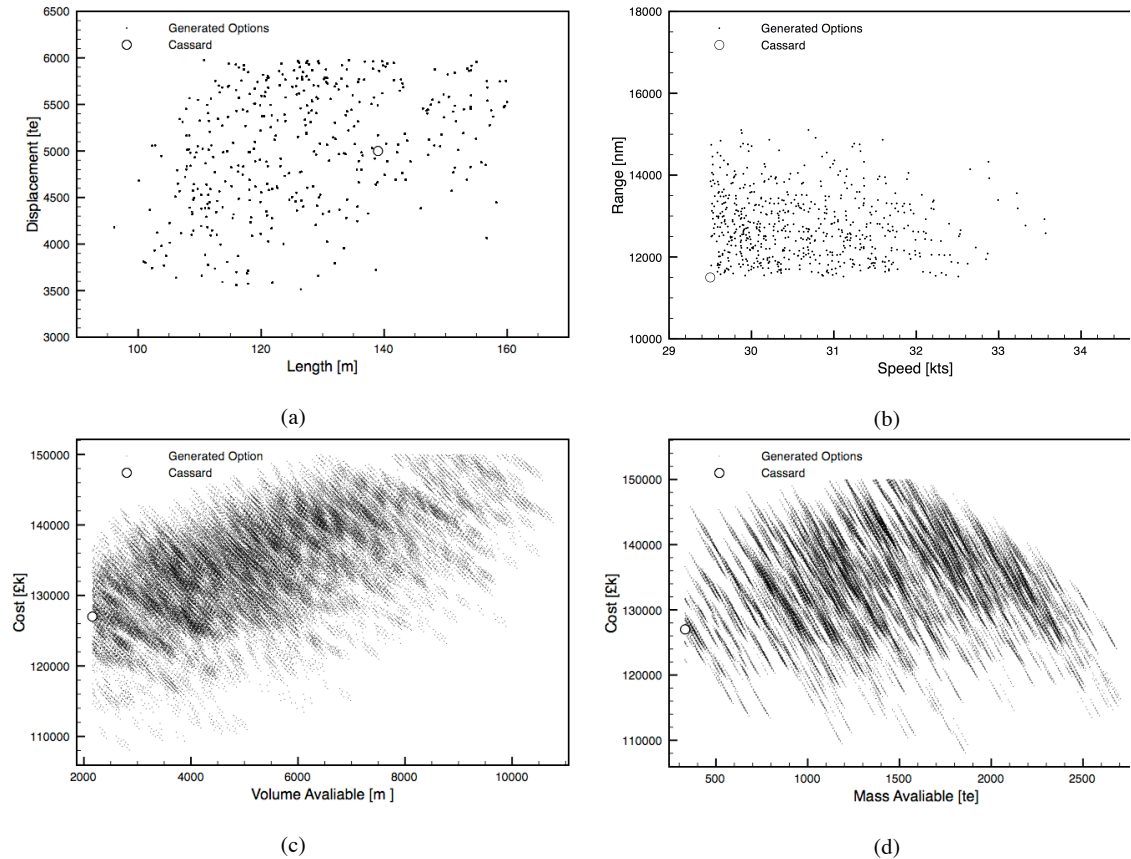 6500
6000
5500
5000
4500
4000
3500
3000
Displacement [te]
Generated Options
Cassard
100 120 140 160
Length [m]
(a)
18000
16000
14000
12000
10000
Range [nm]
Generated Options
Cassard
29 30 31 32 33 34
Speed [kts]
(b)
150000
140000
130000
120000
110000
Cost [£k]
Generated Option
Cassard
2000 4000 6000 8000 10000
Volume Avaliable [m ]
(c)
150000
140000
130000
120000
110000
Cost [£k]
Generated Options
Cassard
500 1000 1500 2000 2500
Mass Avaliable [te]
(d)